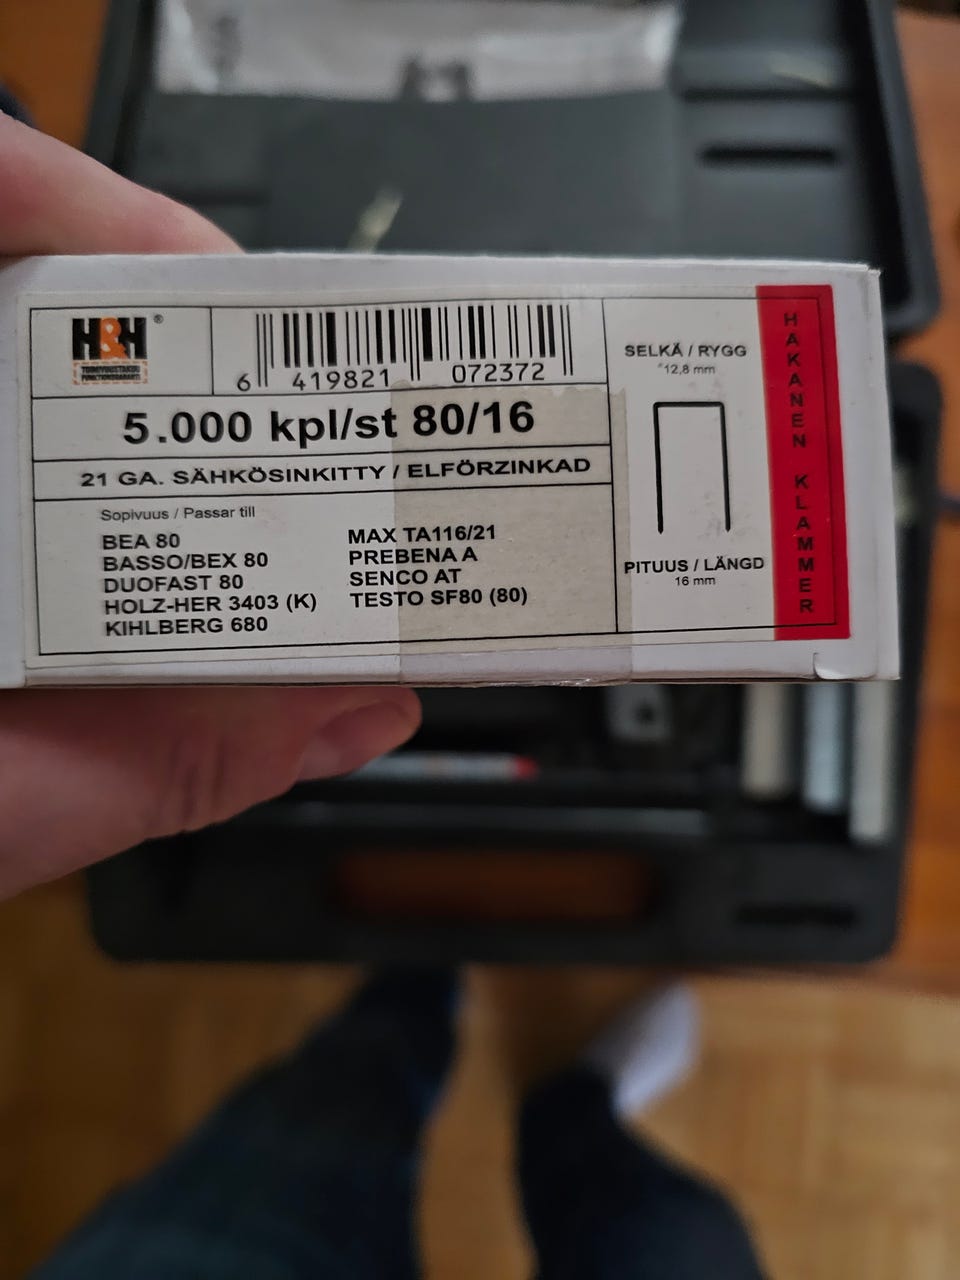 H&H®
6 419821 072372
5.000 kpl/st 80/16
21 GA. SÄHKÖSINKITTY / ELFÖRZINKAD
Sopivuus / Passar till
BEA 80
BASSO/BEX 80
DUOFAST 80
HOLZ-HER 3403 (K)
KIHLBERG 680
MAX TA116/21
PREBENA A
SENCO AT
TESTO SF80 (80)
SELKÄ / RYGG
12,8 mm
PITUUS / LÄNGD
16 mm
HAKANEN KLAMMER